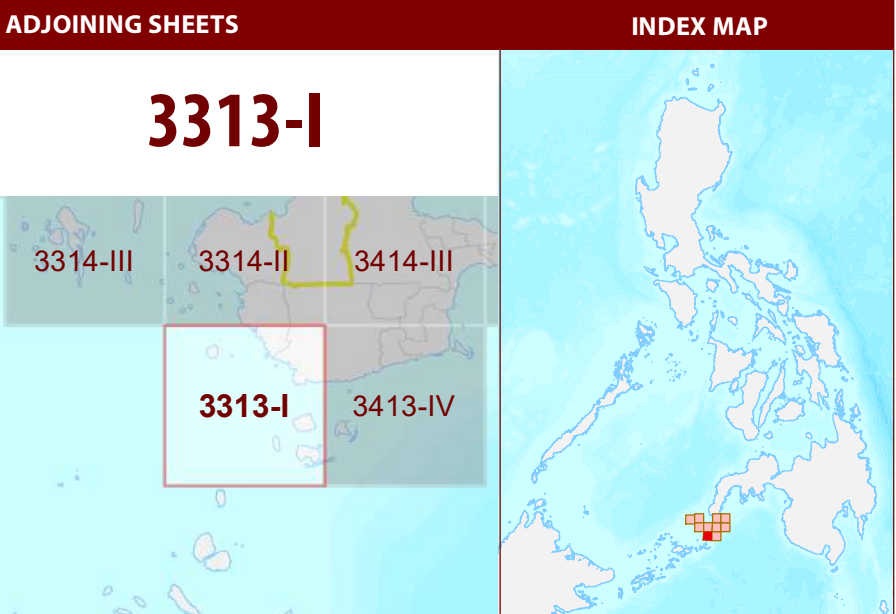 ADJOINING SHEETS
INDEX MAP
3313-I
3314-III
3314-II
3414-III
3313-I
3413-IV